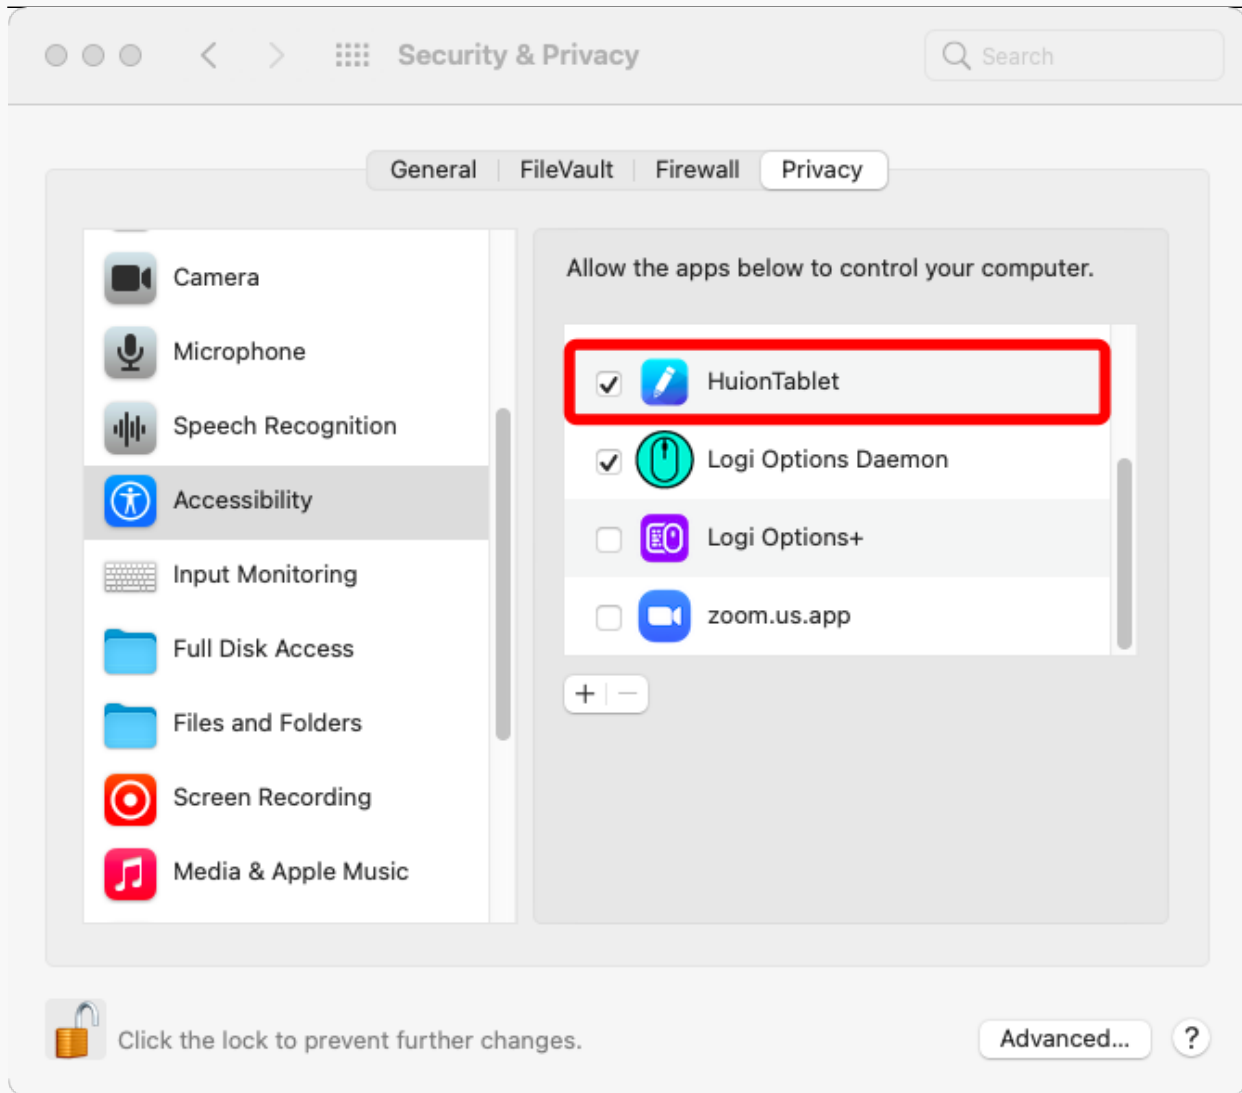 Security & Privacy
Search
General
FileVault
Firewall
Privacy
Camera
Microphone
Speech Recognition
Accessibility
Input Monitoring
Full Disk Access
Files and Folders
Screen Recording
Media & Apple Music
Allow the apps below to control your computer.
HuionTablet
Logi Options Daemon
Logi Options+
zoom.us.app
Click the lock to prevent further changes.
Advanced...
?